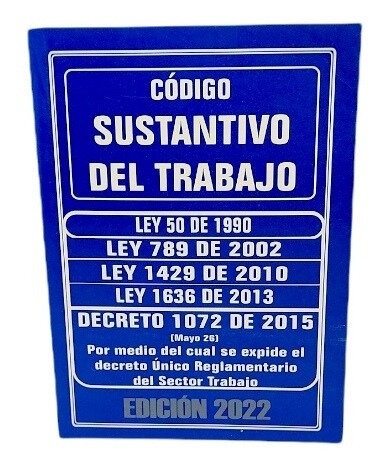 CÓDIGO
SUSTANTIVO
DEL TRABAJO
LEY 50 DE 1990
LEY 789 DE 2002
LEY 1429 DE 2010
LEY 1636 DE 2013
DECRETO 1072 DE 2015
(Mayo 26)
Por medio del cual se expide el
decreto Único Reglamentario
del Sector Trabajo
EDICIÓN 2022